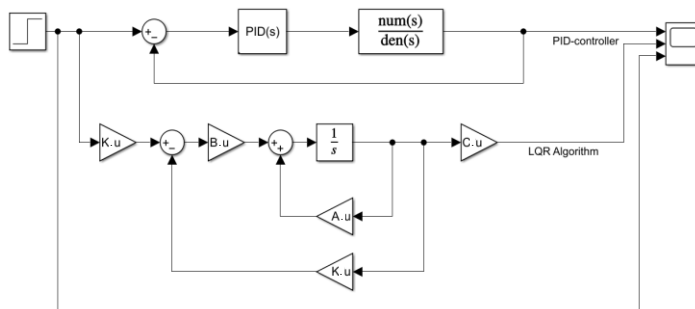 PID(s)
num(s)
den(s)
PID-controller
K*u
B*u
1
s
C*u
LQR Algorithm
A*u
K*u